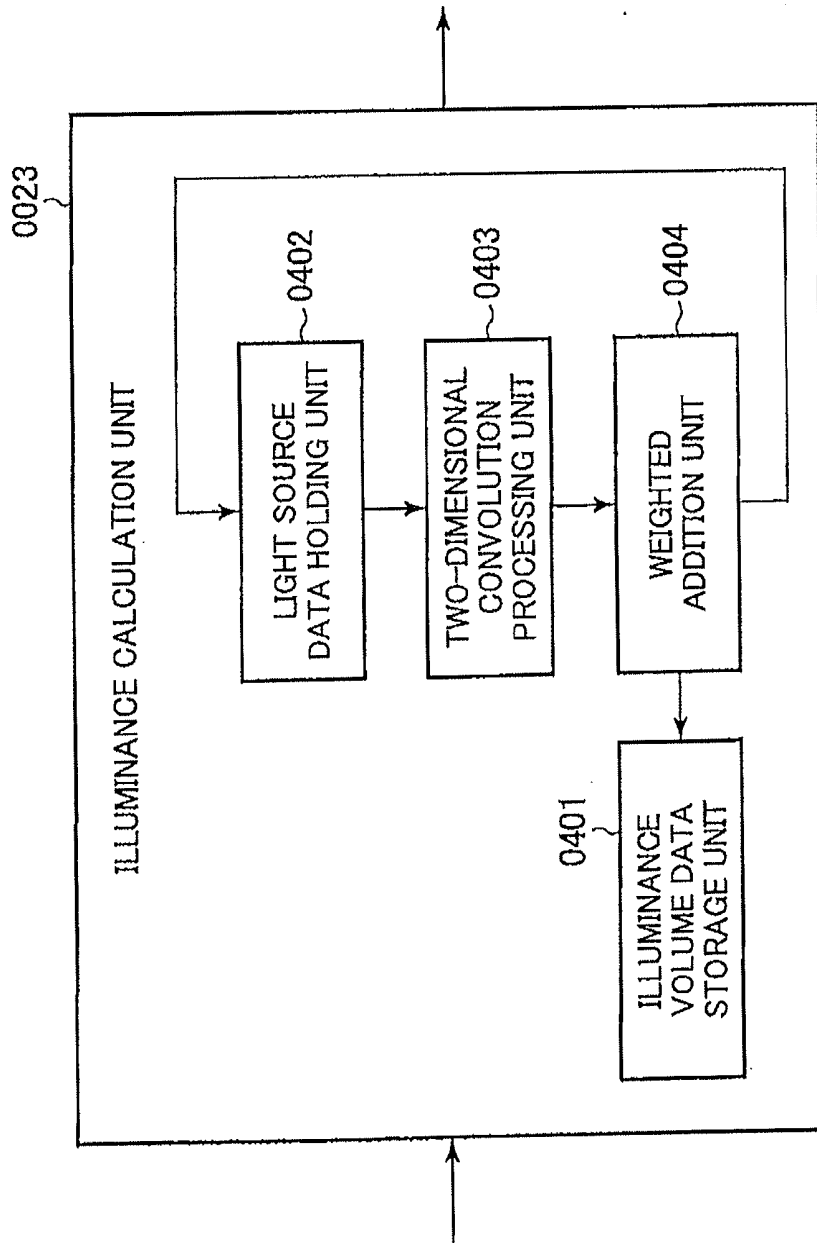 0023
ILLUMINANCE CALCULATION UNIT
0402
LIGHT SOURCE
DATA HOLDING UNIT
0403
TWO-DIMENSIONAL
CONVOLUTION
PROCESSING UNIT
0404
WEIGHTED
ADDITION UNIT
0401
ILLUMINANCE
VOLUME DATA
STORAGE UNIT